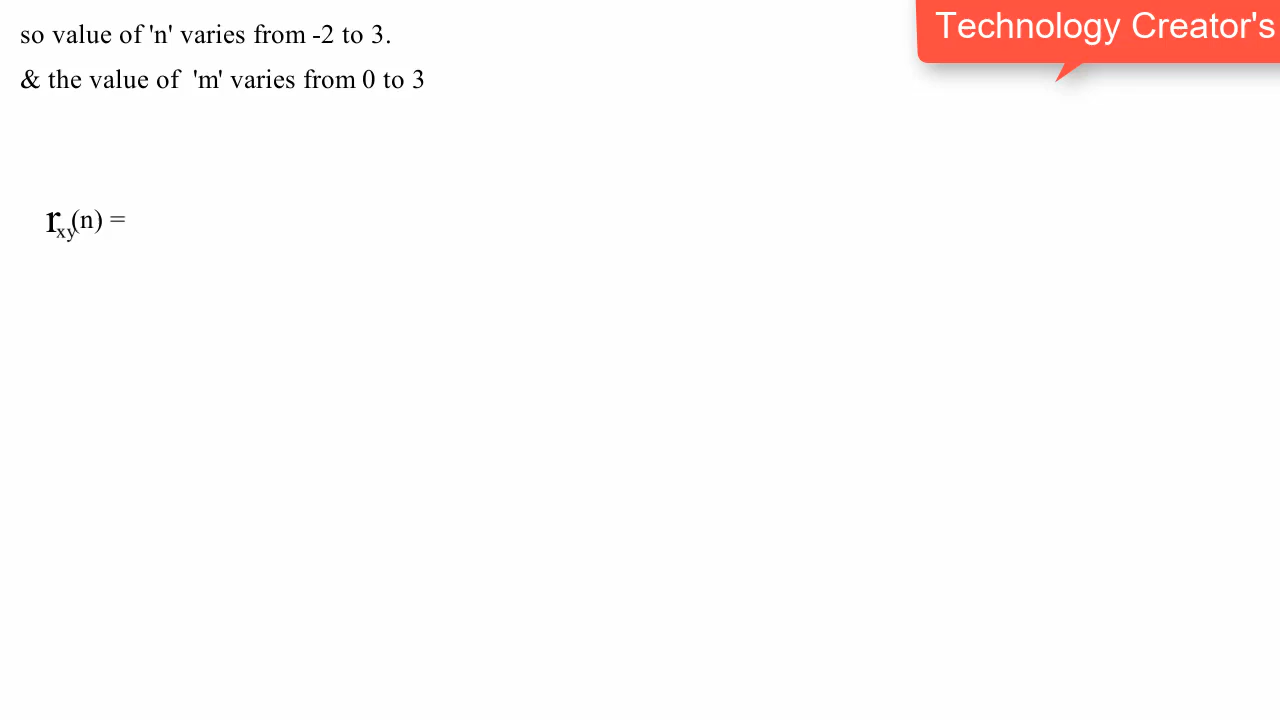 Technology Creator's
so value of 'n' varies from -2 to 3.
& the value of 'm' varies from 0 to 3
rxy(n) =